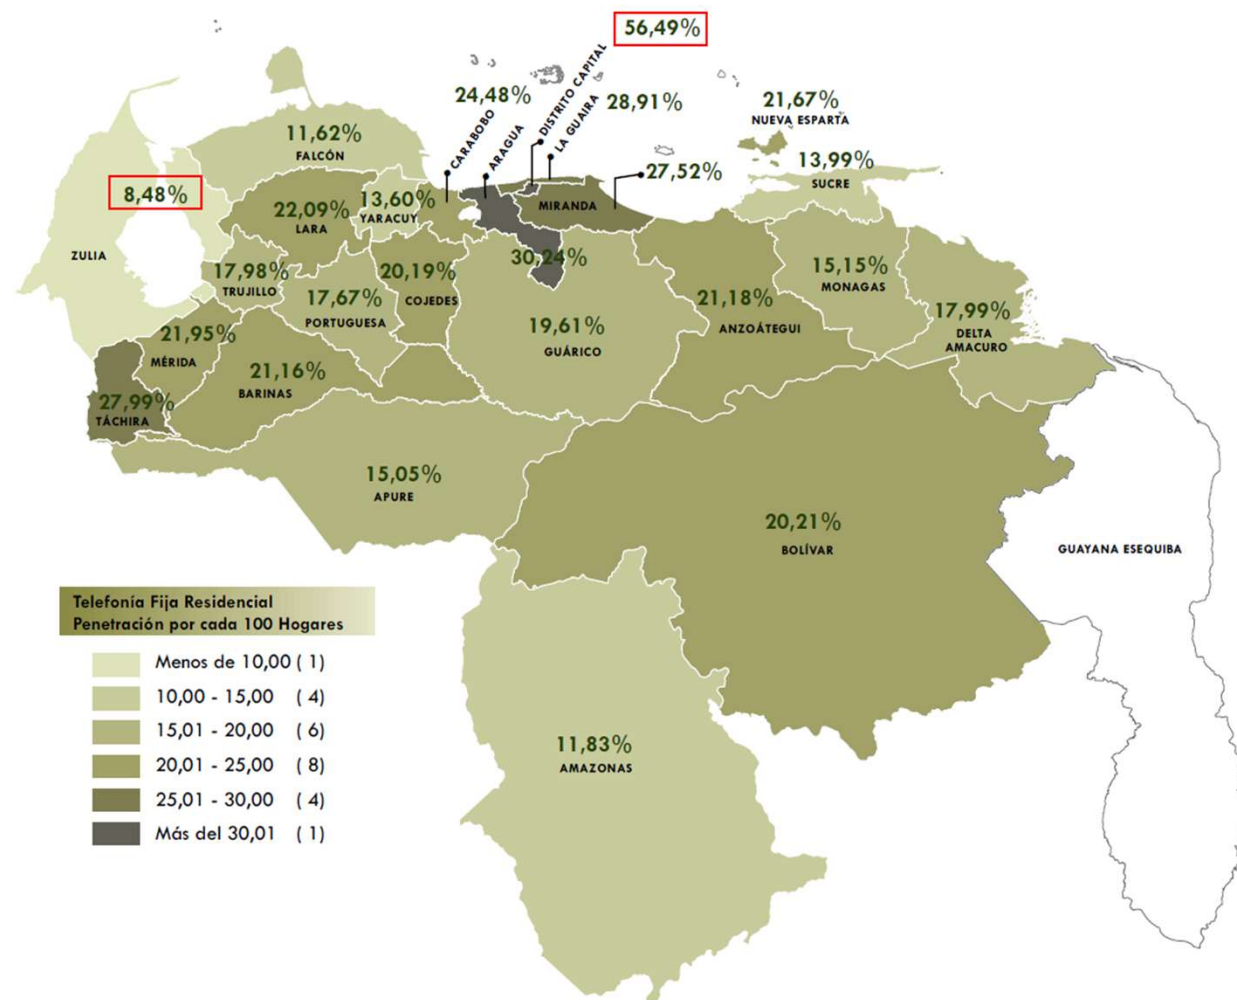 56,49%
DISTRITO CAPITAL
24,48%
CARABOBO
ARAGUA
LA GUAIRA
28,91%
21,67%
NUEVA ESPARTA
11,62%
FALCÓN
13,99%
SUCRE
27,52%
MIRANDA
8,48%
ZULIA
22,09%
LARA
13,60%
YARACUY
30,24%
17,98%
TRUJILLO
20,19%
COJEDES
17,67%
PORTUGUESA
15,15%
MONAGAS
21,18%
ANZOÁTEGUI
17,99%
DELTA
AMACURO
19,61%
GUÁRICO
21,95%
MÉRIDA
21,16%
BARINAS
27,99%
TÁCHIRA
15,05%
APURE
20,21%
BOLÍVAR
GUAYANA ESEQUIBA
11,83%
AMAZONAS
Telefonía Fija Residencial
Penetración por cada 100 Hogares
Menos de 10,00 ( 1)
10,00 - 15,00 ( 4)
15,01 - 20,00 ( 6)
20,01 - 25,00 ( 8)
25,01 - 30,00 ( 4)
Más del 30,01 ( 1)